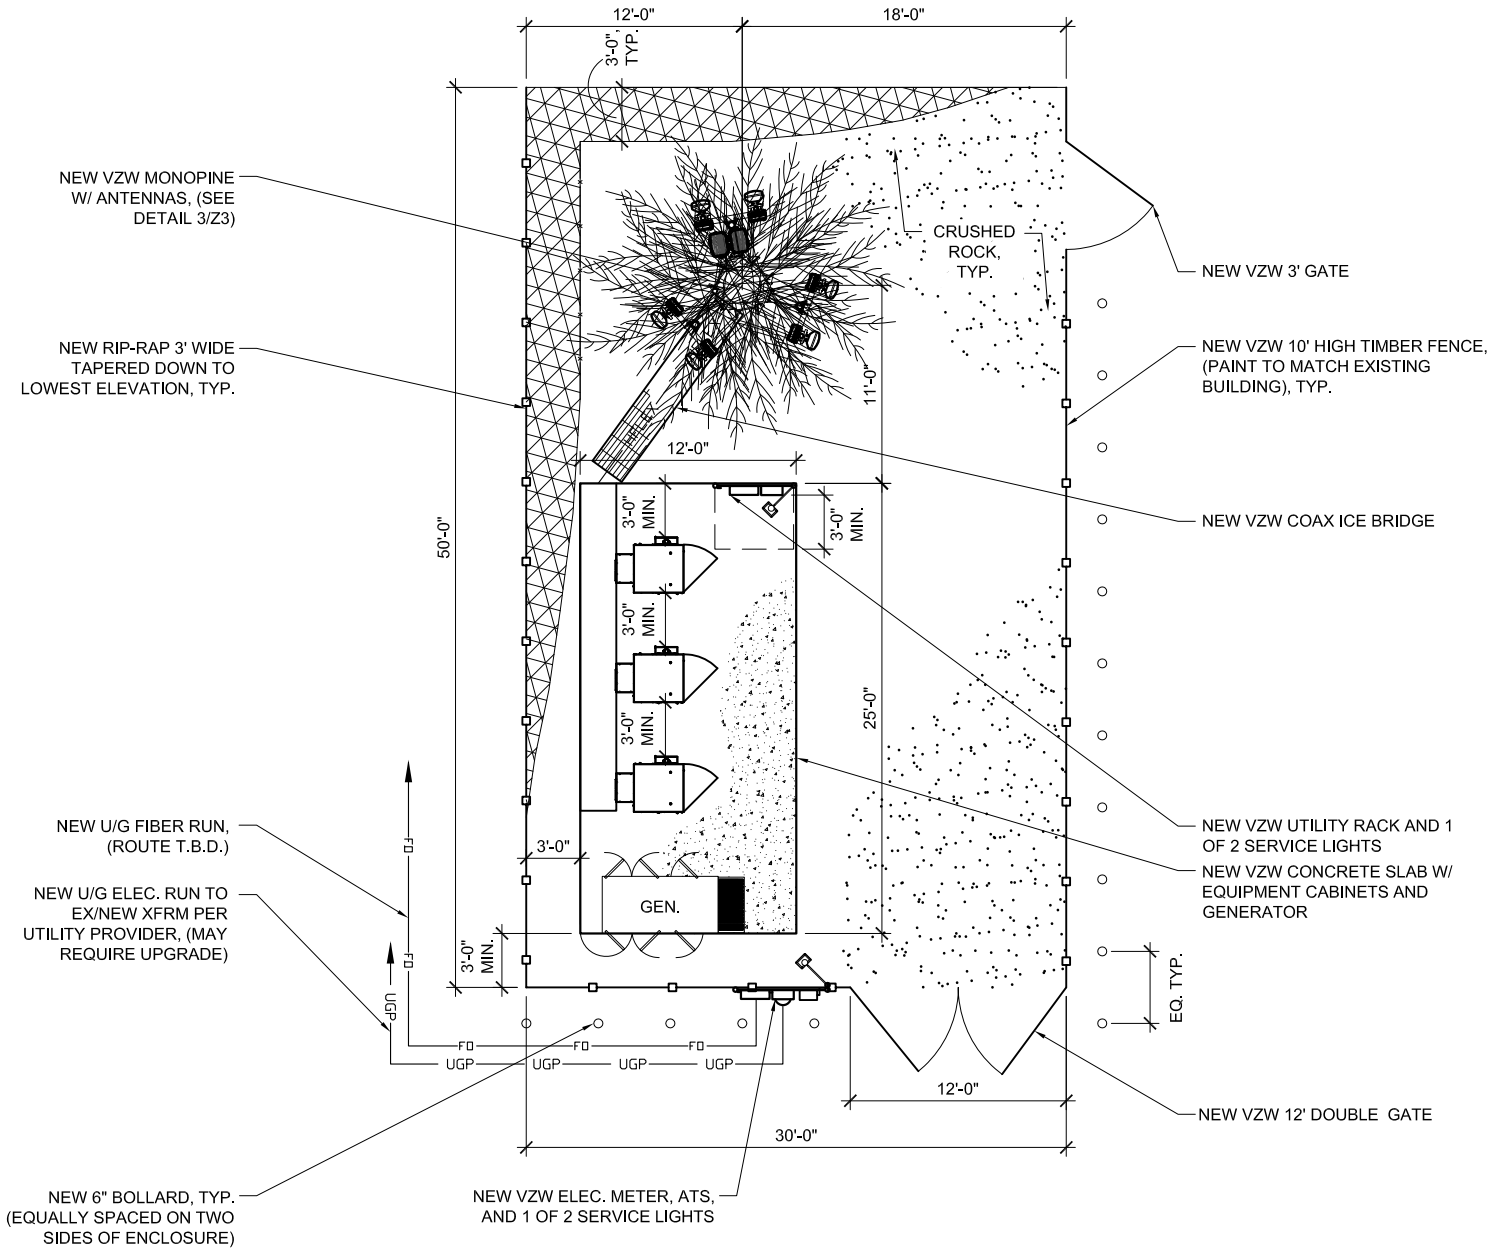 12'-0"
18'-0"
3'-0",
TYP.
NEW VZW MONOPINE
W/ ANTENNAS, (SEE
DETAIL 3/Z3)
CRUSHED
ROCK,
TYP.
NEW VZW 3' GATE
NEW RIP-RAP 3' WIDE
TAPERED DOWN TO
LOWEST ELEVATION, TYP.
NEW VZW 10' HIGH TIMBER FENCE,
(PAINT TO MATCH EXISTING
BUILDING), TYP.
11'-0"
12'-0"
50'-0"
3'-0"
MIN.
3'-0"
MIN.
NEW VZW COAX ICE BRIDGE
3'-0"
MIN.
3'-0"
MIN.
25'-0"
NEW U/G FIBER RUN,
(ROUTE T.B.D.)
FO
3'-0"
NEW VZW UTILITY RACK AND 1
OF 2 SERVICE LIGHTS
NEW VZW CONCRETE SLAB W/
EQUIPMENT CABINETS AND
GENERATOR
NEW U/G ELEC. RUN TO
EX/NEW XFRM PER
UTILITY PROVIDER, (MAY
REQUIRE UPGRADE)
GEN.
FO
3'-0"
MIN.
UGP
EQ. TYP.
FO FO FO
UGP UGP UGP UGP
12'-0"
NEW VZW 12' DOUBLE GATE
30'-0"
NEW 6" BOLLARD, TYP.
(EQUALLY SPACED ON TWO
SIDES OF ENCLOSURE)
NEW VZW ELEC. METER, ATS,
AND 1 OF 2 SERVICE LIGHTS